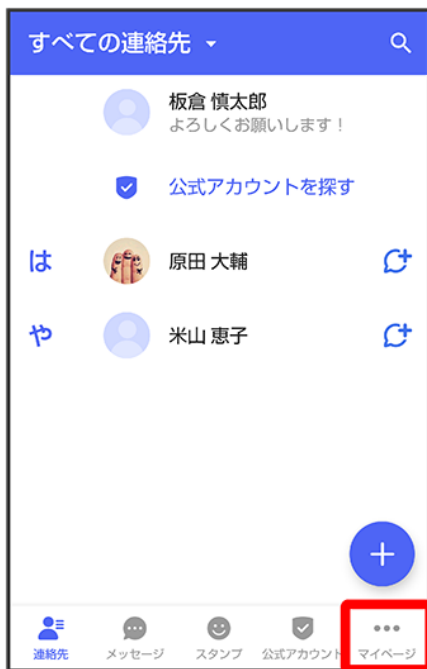 すべての連絡先
板倉 慎太郎
よろしくお願いします！
公式アカウントを探す
は
原田 大輔
や
米山 恵子
連絡先
メッセージ
スタンプ
公式アカウント
マイページ